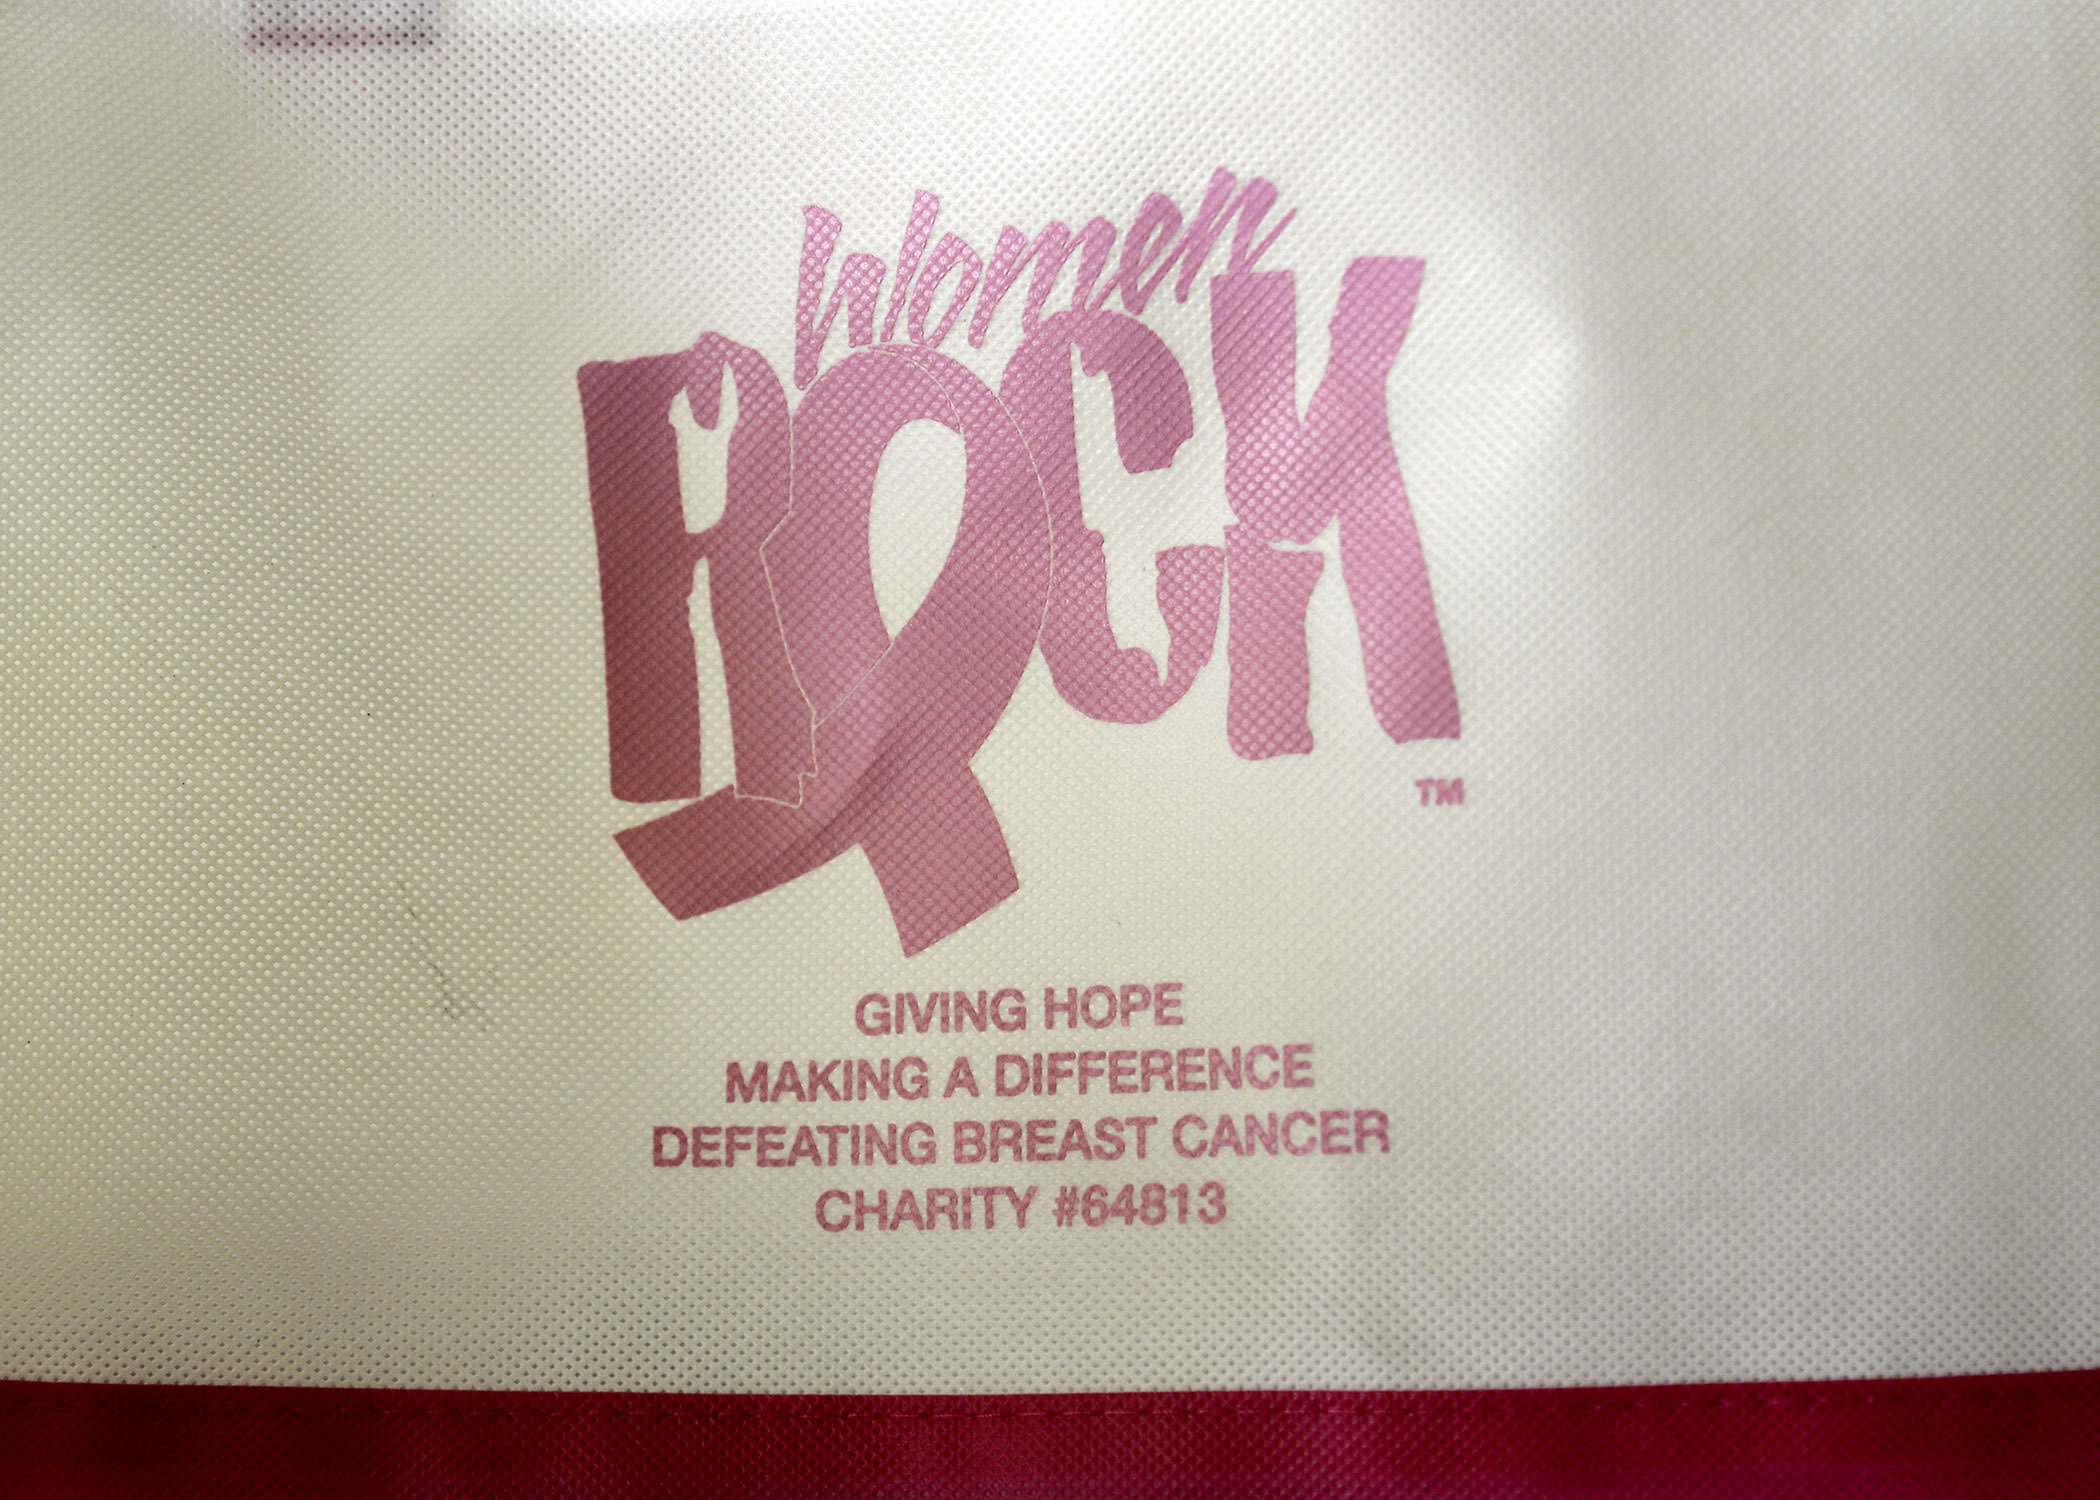 Women
ROCK
TM
GIVING HOPE
MAKING A DIFFERENCE
DEFEATING BREAST CANCER
CHARITY #64813